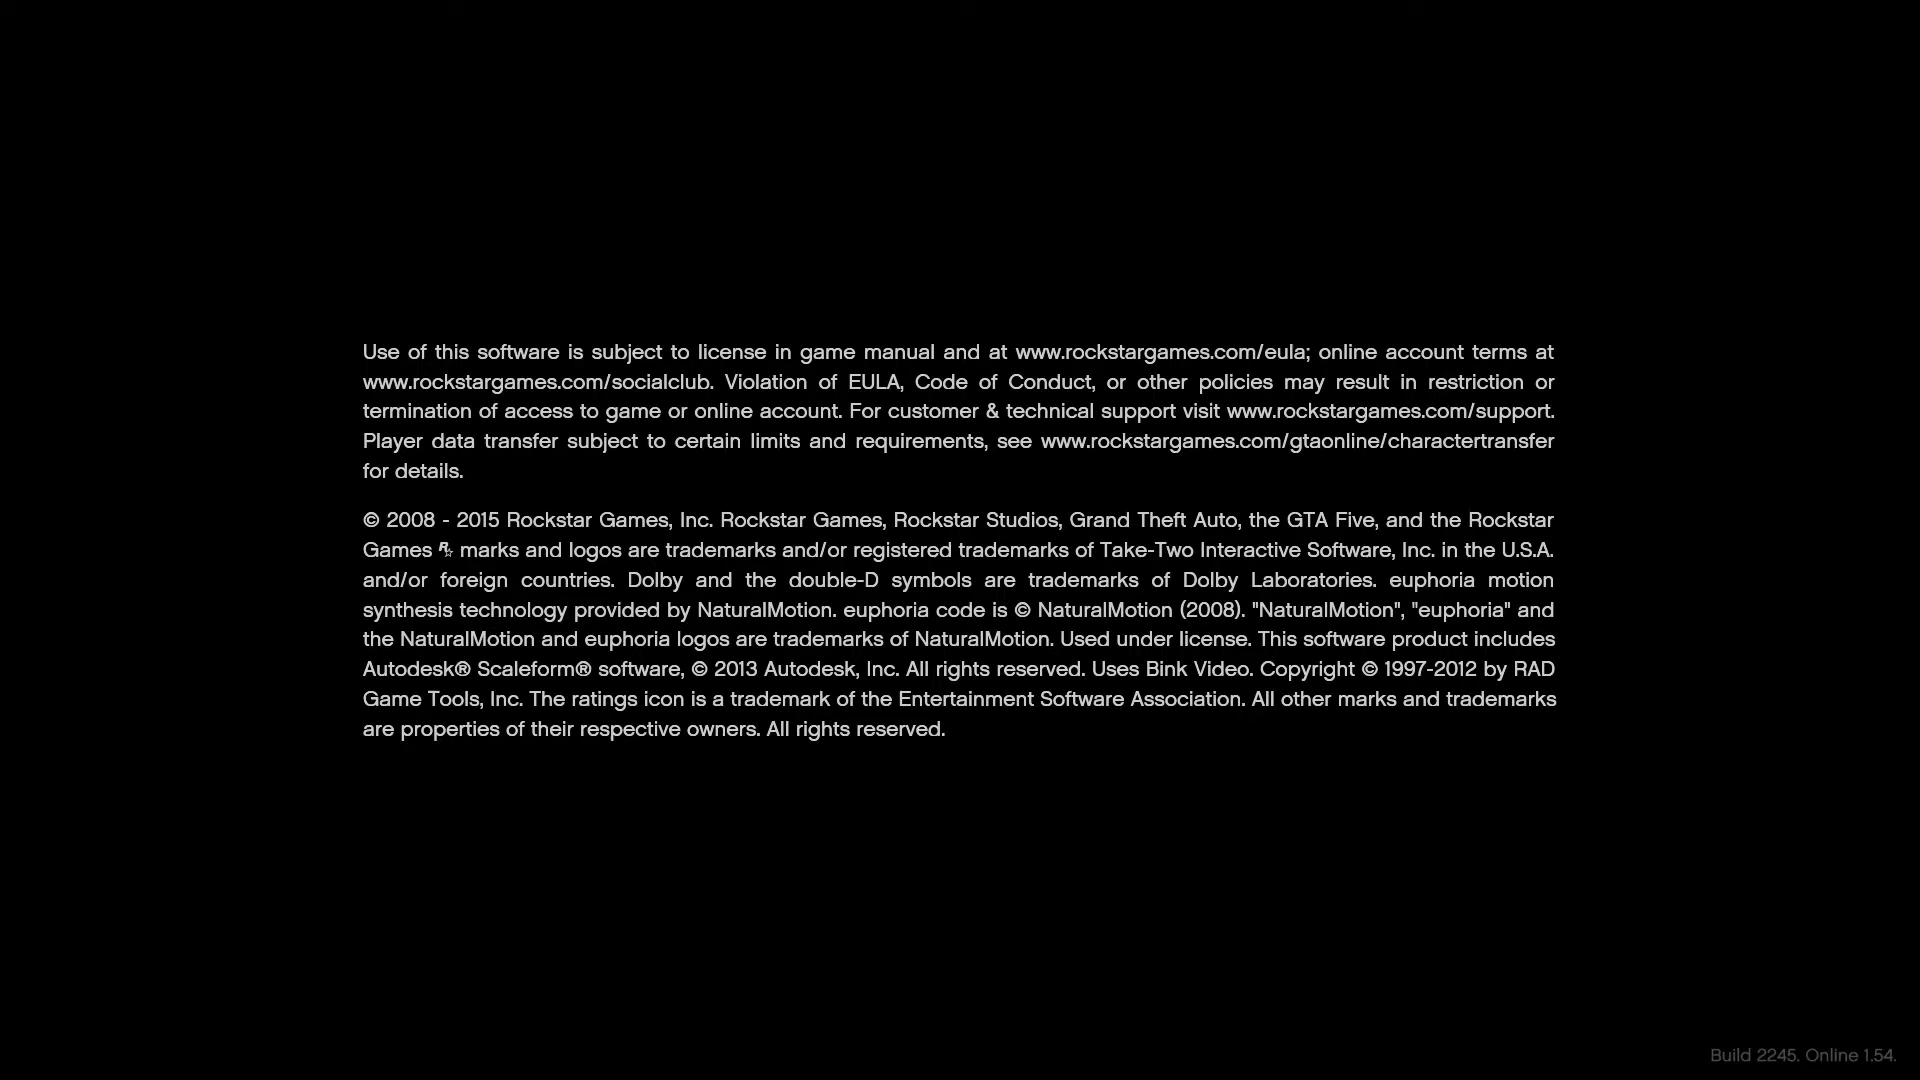 Use of this software is subject to license in game manual and at www.rockstargames.com/eula; online account terms at
www.rockstargames.com/socialclub. Violation of EULA, Code of Conduct, or other policies may result in restriction or
termination of access to game or online account. For customer & technical support visit www.rockstargames.com/support.
Player data transfer subject to certain limits and requirements, see www.rockstargames.com/gtaonline/charactertransfer
for details.
© 2008 - 2015 Rockstar Games, Inc. Rockstar Games, Rockstar Studios, Grand Theft Auto, the GTA Five, and the Rockstar
Games R* marks and logos are trademarks and/or registered trademarks of Take-Two Interactive Software, Inc. in the U.S.A.
and/or foreign countries. Dolby and the double-D symbols are trademarks of Dolby Laboratories. euphoria motion
synthesis technology provided by NaturalMotion. euphoria code is © NaturalMotion (2008). "NaturalMotion", "euphoria" and
the NaturalMotion and euphoria logos are trademarks of NaturalMotion. Used under license. This software product includes
Autodesk® Scaleform® software, © 2013 Autodesk, Inc. All rights reserved. Uses Bink Video. Copyright © 1997-2012 by RAD
Game Tools, Inc. The ratings icon is a trademark of the Entertainment Software Association. All other marks and trademarks
are properties of their respective owners. All rights reserved.
Build 2245. Online 1.54.